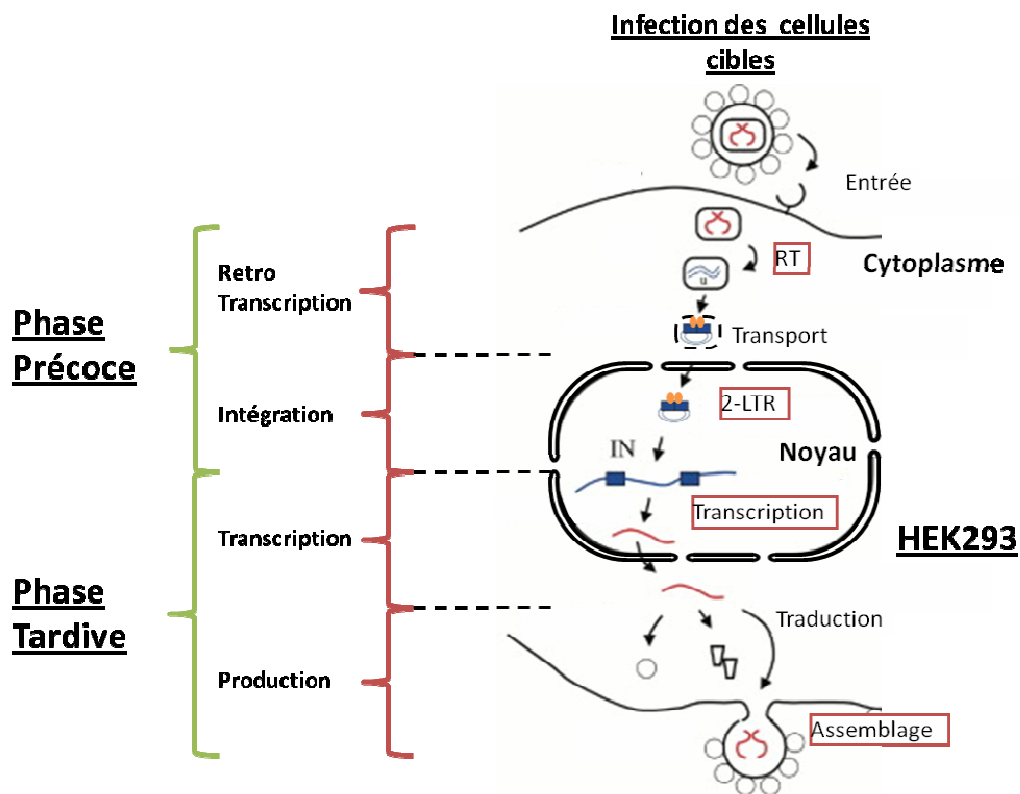 Infection des cellules
cibles
Entrée
RT
Cytoplasme
Retro
Transcription
u
Phase
Précoce
Transport
Intégration
2-LTR
IN
Noyau
Transcription
Transcription
HEK293
Phase
Tardive
Traduction
Production
Assemblage